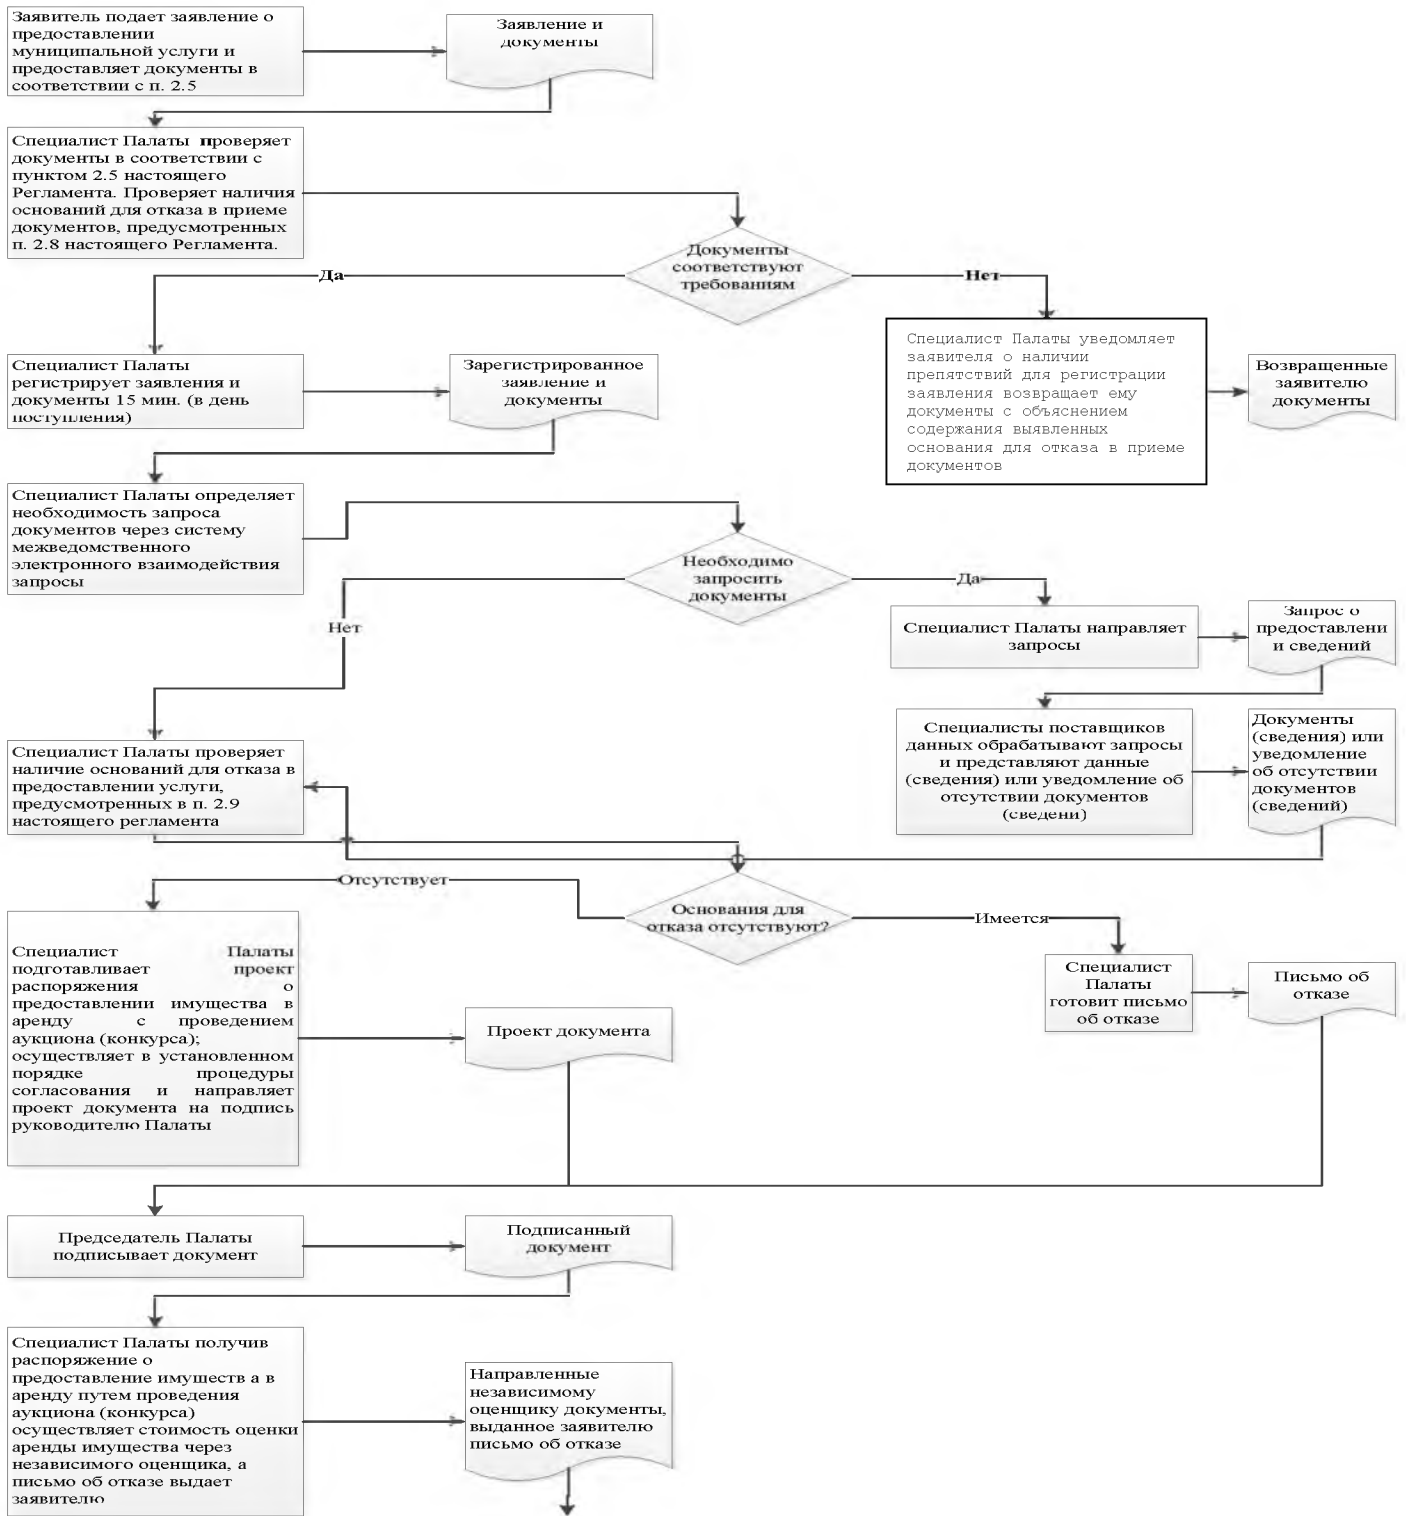 Заявитель подает заявление о
предоставлении
муниципальной услуги и
предоставляет документы в
соответствии с п. 2.5
Заявление и
документы
Специалист Палаты проверяет
документы в соответствии с
пунктом 2.5 настоящего
Регламента. Проверяет наличия
оснований для отказа в приеме
документов, предусмотренных
п. 2.8 настоящего Регламента.
Документы
соответствуют
требованиям
Да
Нет
Специалист Палаты
регистрирует заявления и
документы 15 мин. (в день
поступления)
Зарегистрированное
заявление и
документы
Специалист Палаты уведомляет
заявителя о наличии
препятствий для регистрации
заявления возвращает ему
документы с объяснением
содержания выявленных
основания для отказа в приеме
документов
Возвращенные
заявителю
документы
Специалист Палаты определяет
необходимость запроса
документов через систему
межведомственного
электронного взаимодействия
запросы
Необходимо
запросить
документы
Да
Нет
Специалист Палаты направляет
запросы
Запрос о
предоставлени
и сведений
Специалист Палаты проверяет
наличие оснований для отказа в
предоставлении услуги,
предусмотренных в п. 2.9
настоящего регламента
Специалисты поставщиков
данных обрабатывают запросы
и представляют данные
(сведения) или уведомление об
отсутствии документов
(сведени)
Документы
(сведения) или
уведомление
об отсутствии
документов
(сведений)
Отсутствует
Основания для
отказа отсутствуют?
Имеется
Специалист Палаты
подготавливает проект
распоряжения о
предоставлении имущества в
аренду с проведением
аукциона (конкурса);
осуществляет в установленном
порядке процедуры
согласования и направляет
проект документа на подпись
руководителю Палаты
Проект документа
Специалист
Палаты
готовит письмо
об отказе
Письмо об
отказе
Председатель Палаты
подписывает документ
Подписанный
документ
Специалист Палаты получив
распоряжение о
предоставление имуществ а в
аренду путем проведения
аукциона (конкурса)
осуществляет стоимость оценки
аренды имущества через
независимого оценщика, а
письмо об отказе выдает
заявителю
Направленные
независимому
оценщику документы,
выданное заявителю
письмо об отказе